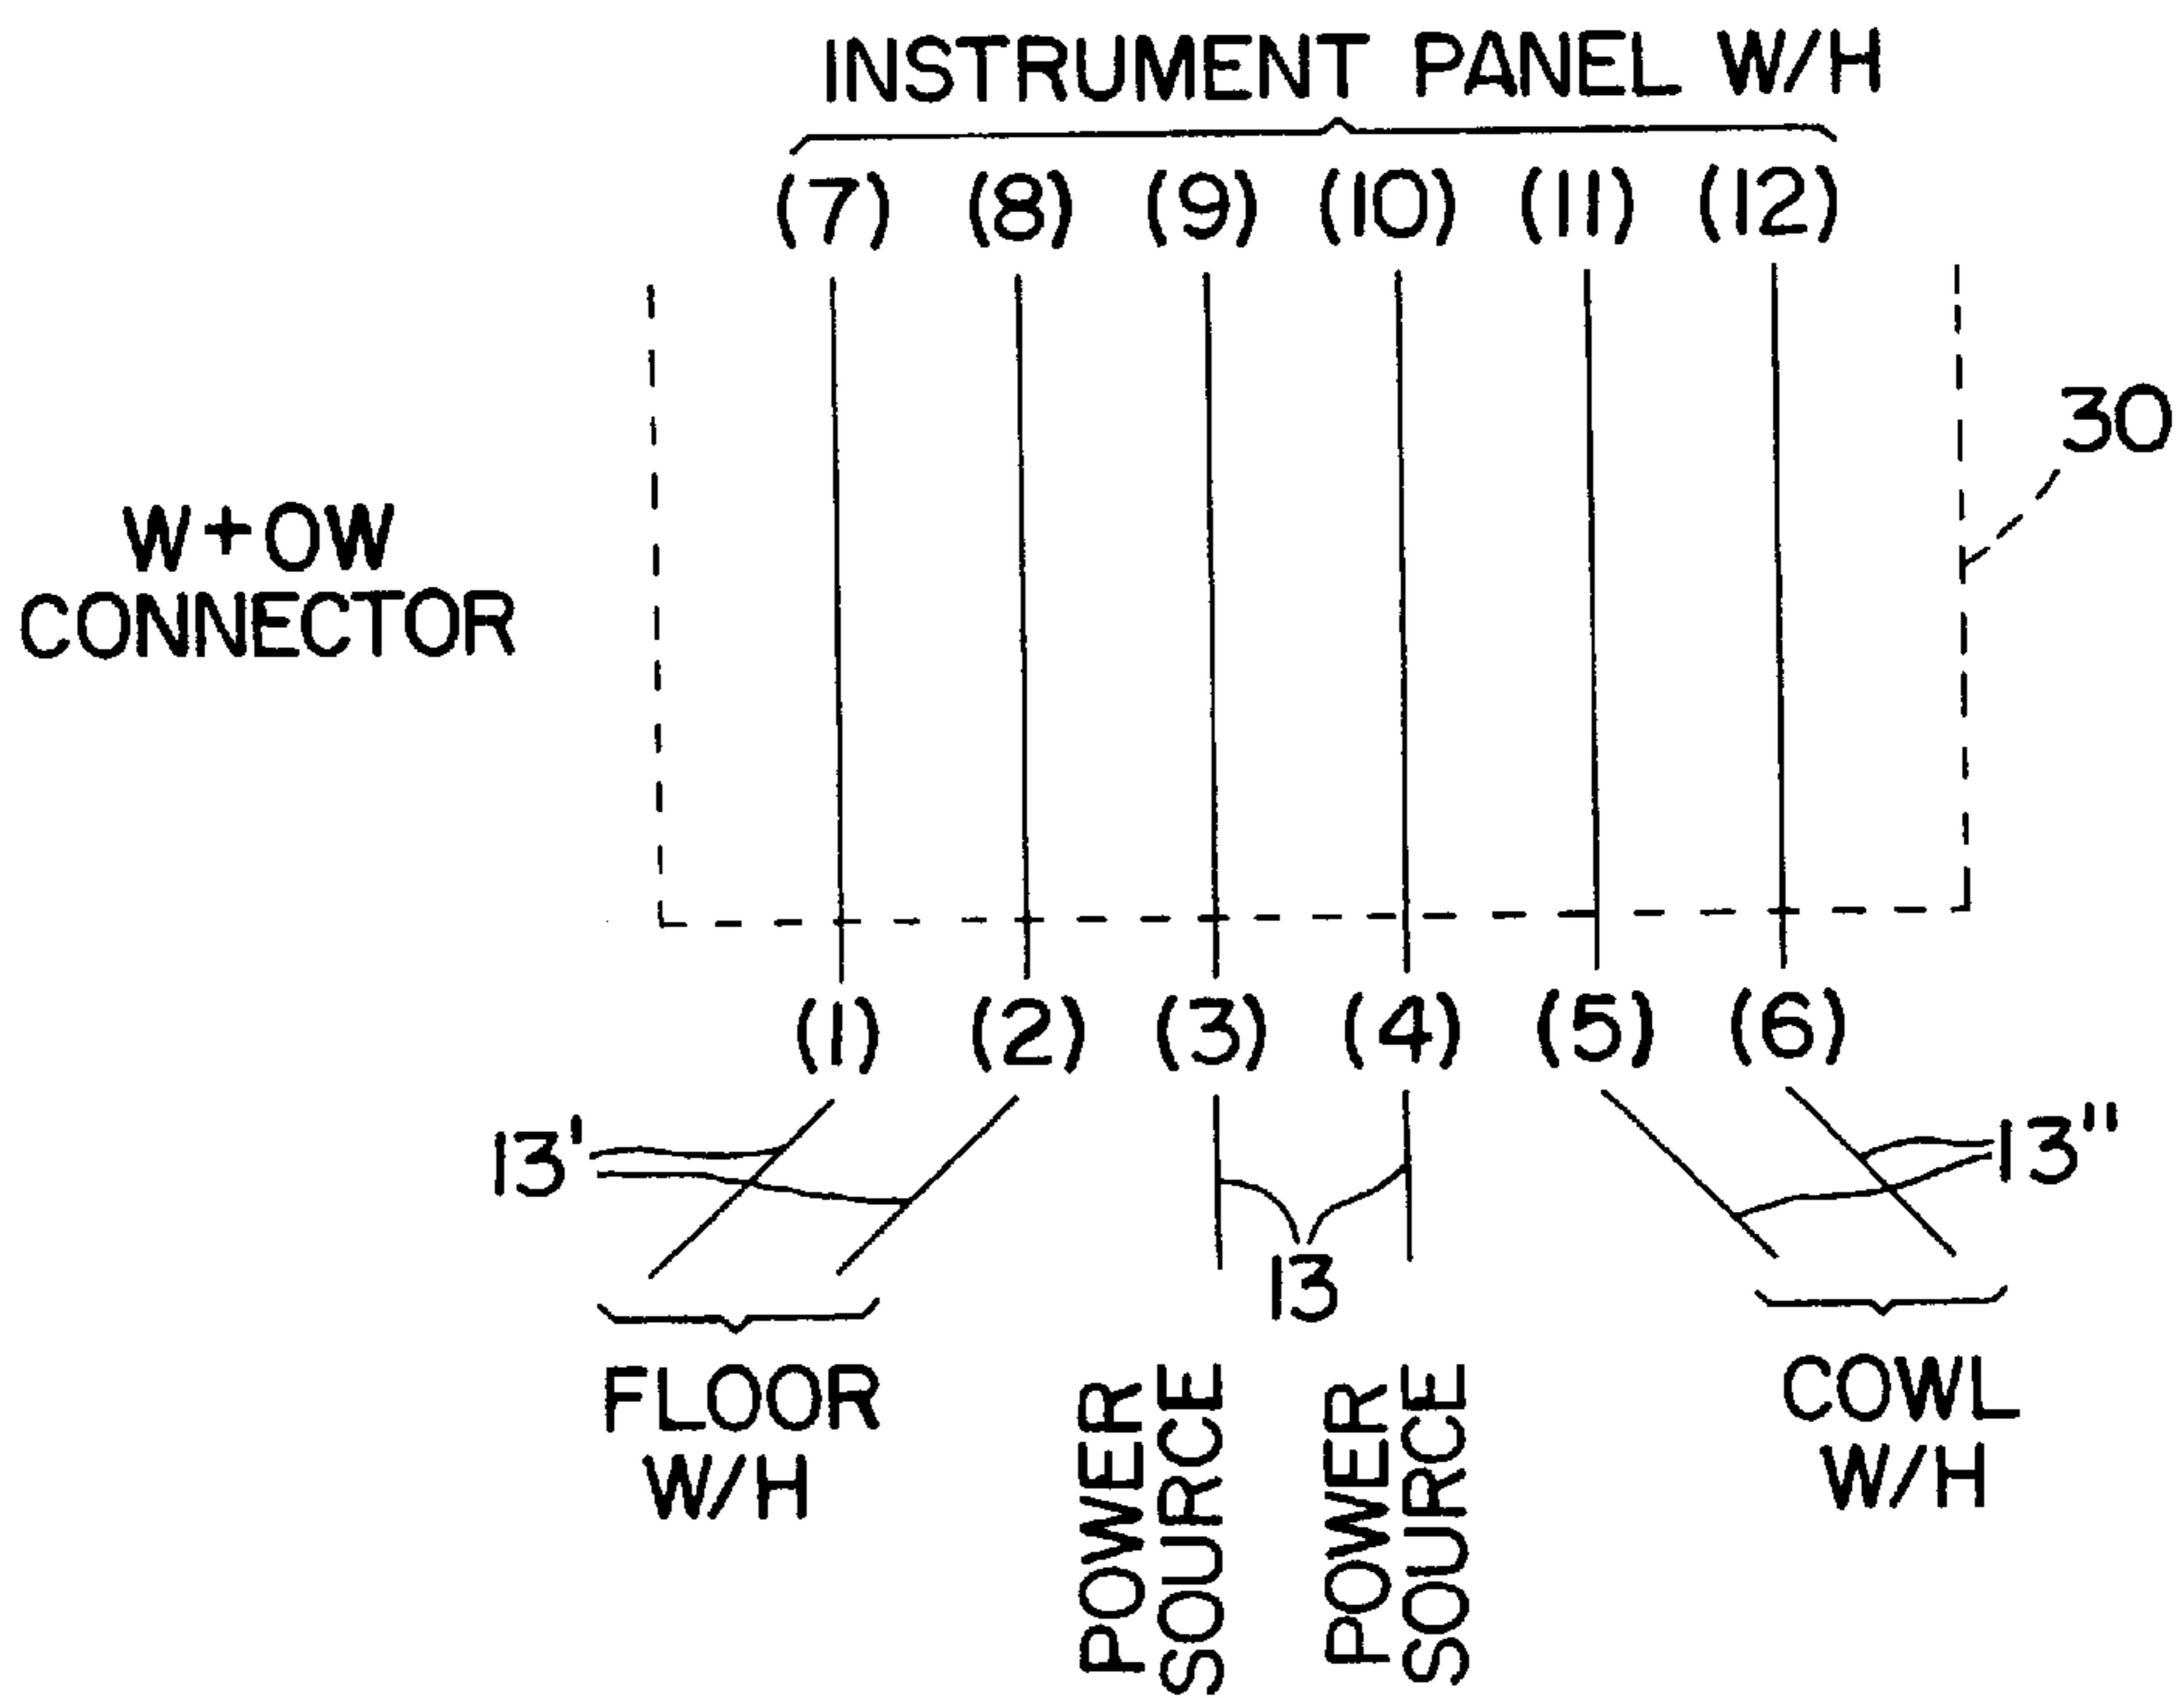 INSTRUMENT PANEL W/H
(7) (8) (9) (10) (11) (12)
30
W+OW
CONNECTOR
(1) (2) (3) (4) (5) (6)
13' 13"
13
FLOOR
W/H
POWER
SOURCE
POWER
SOURCE
COWL
W/H